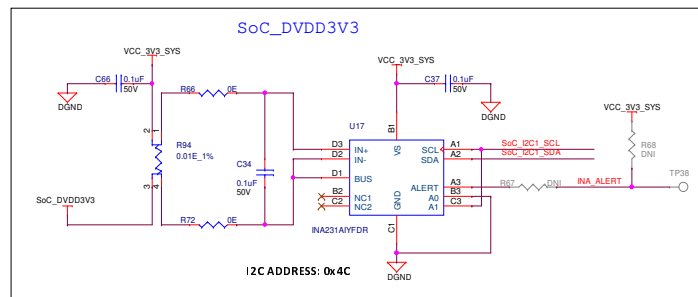 SoC_DVDD3V3
VCC_3V3_SYS
VCC_3V3_SYS
C66
0.1uF
50V
C37
0.1uF
50V
DGND
DGND
VCC_3V3_SYS
R66
0E
B1
U17
2
1
R94
0.01E_1%
3
4
C34
0.1uF
50V
D3
D2
D1
B2
C2
IN+
IN-
BUS
NC1
NC2
VS
GND
SCL
SDA
ALERT
A0
A1
A1
A2
A3
B3
C3
SoC_I2C1_SCL
SoC_I2C1_SDA
R68
DNI
R67
DNI
INA_ALERT
TP38
SoC_DVDD3V3
R72
0E
INA231AIYFDR
C1
DGND
I2C ADDRESS: 0x4C